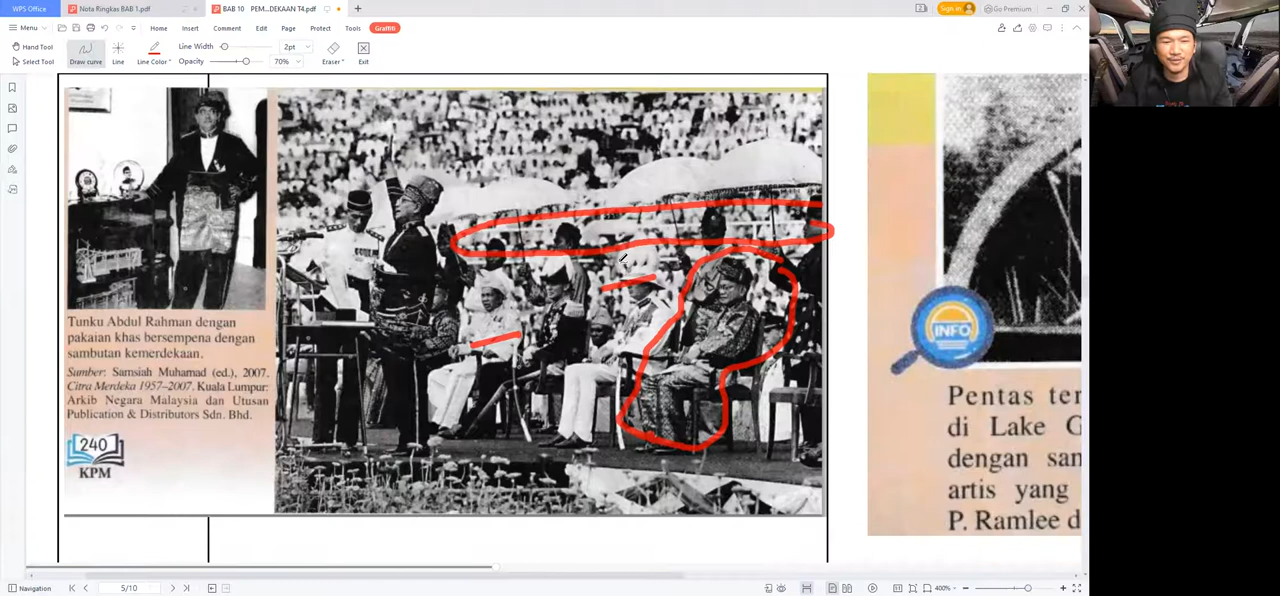 WPS Office
Nota Ringkas BAB 1.pdf
BAB 10 PEM...DEKAAN T4.pdf
Sign in
Go Premium
Menu
Home
Insert
Comment
Edit
Page
Protect
Tools
Graffiti
Hand Tool
Select Tool
Draw curve
Line
Line Color
Line Width
2pt
Opacity
70%
Eraser
Exit
Tunku Abdul Rahman dengan
pakaian khas bersempena dengan
sambutan kemerdekaan.
Sumber: Samsiah Muhamad (ed.), 2007.
Citra Merdeka 1957–2007. Kuala Lumpur:
Arkib Negara Malaysia dan Utusan
Publication & Distributors Sdn. Bhd.
240
KPM
INFO
Pentas ter
di Lake G
dengan san
artis yang
P. Ramlee d
Navigation
5/10
400%